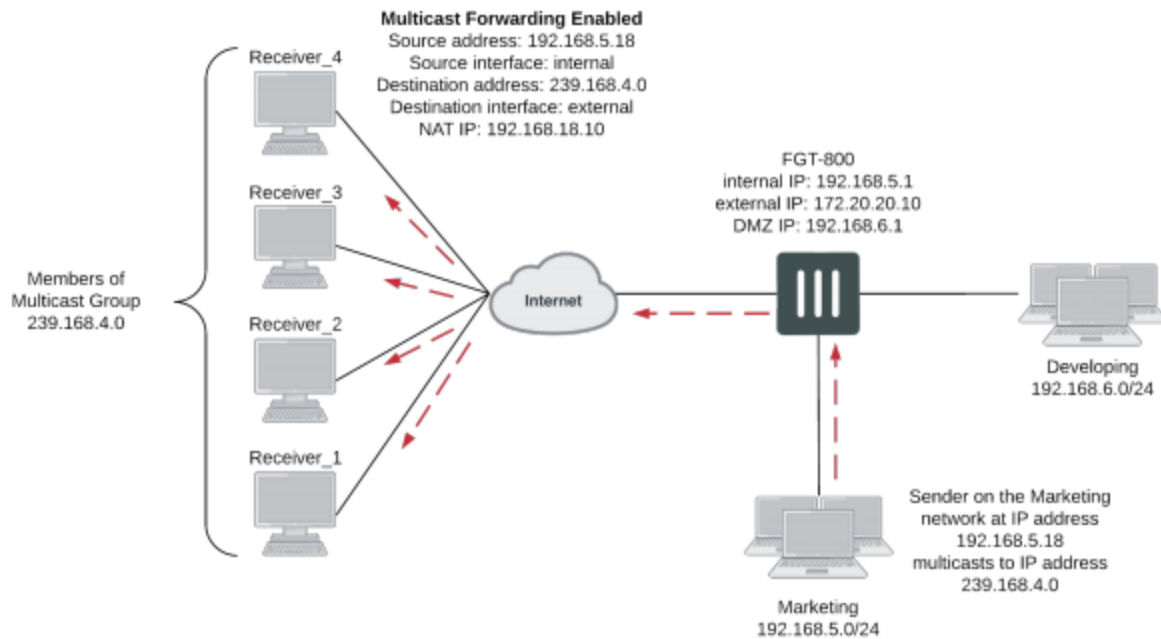 Multicast Forwarding Enabled
Source address: 192.168.5.18
Source interface: internal
Destination address: 239.168.4.0
Destination interface: external
NAT IP: 192.168.18.10
Receiver_4
Receiver_3
Receiver_2
Receiver_1
Members of
Multicast Group
239.168.4.0
Internet
FGT-800
internal IP: 192.168.5.1
external IP: 172.20.20.10
DMZ IP: 192.168.6.1
Developing
192.168.6.0/24
Sender on the Marketing
network at IP address
192.168.5.18
multicasts to IP address
239.168.4.0
Marketing
192.168.5.0/24